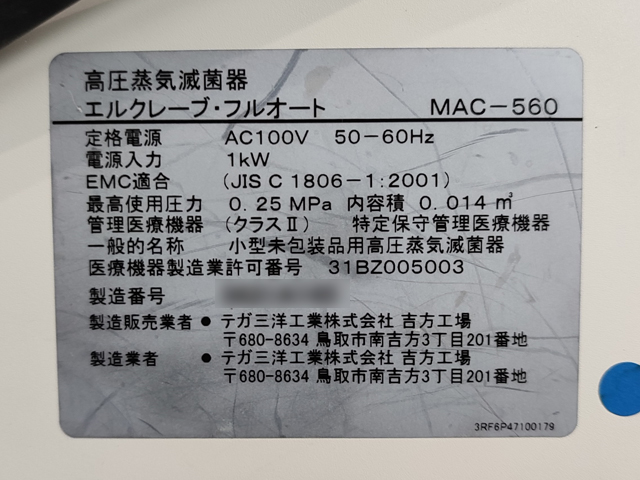 高圧蒸気滅菌器
エルクレーブ・フルオート MAC-560
定格電源 AC100V 50-60Hz
電源入力 1kW
EMC適合 (JIS C 1806-1:2001)
最高使用圧力 0.25 MPa 内容積 0.014 ㎥
管理医療機器 (クラスⅡ) 特定保守管理医療機器
一般的名称 小型未包装品用高圧蒸気滅菌器
医療機器製造業許可番号 31BZ005003
製造番号
製造販売業者 ● テガ三洋工業株式会社 吉方工場
〒680-8634 鳥取市南吉方3丁目201番地
製造業者 ● テガ三洋工業株式会社 吉方工場
〒680-8634 鳥取市南吉方3丁目201番地
3RF6P47100179